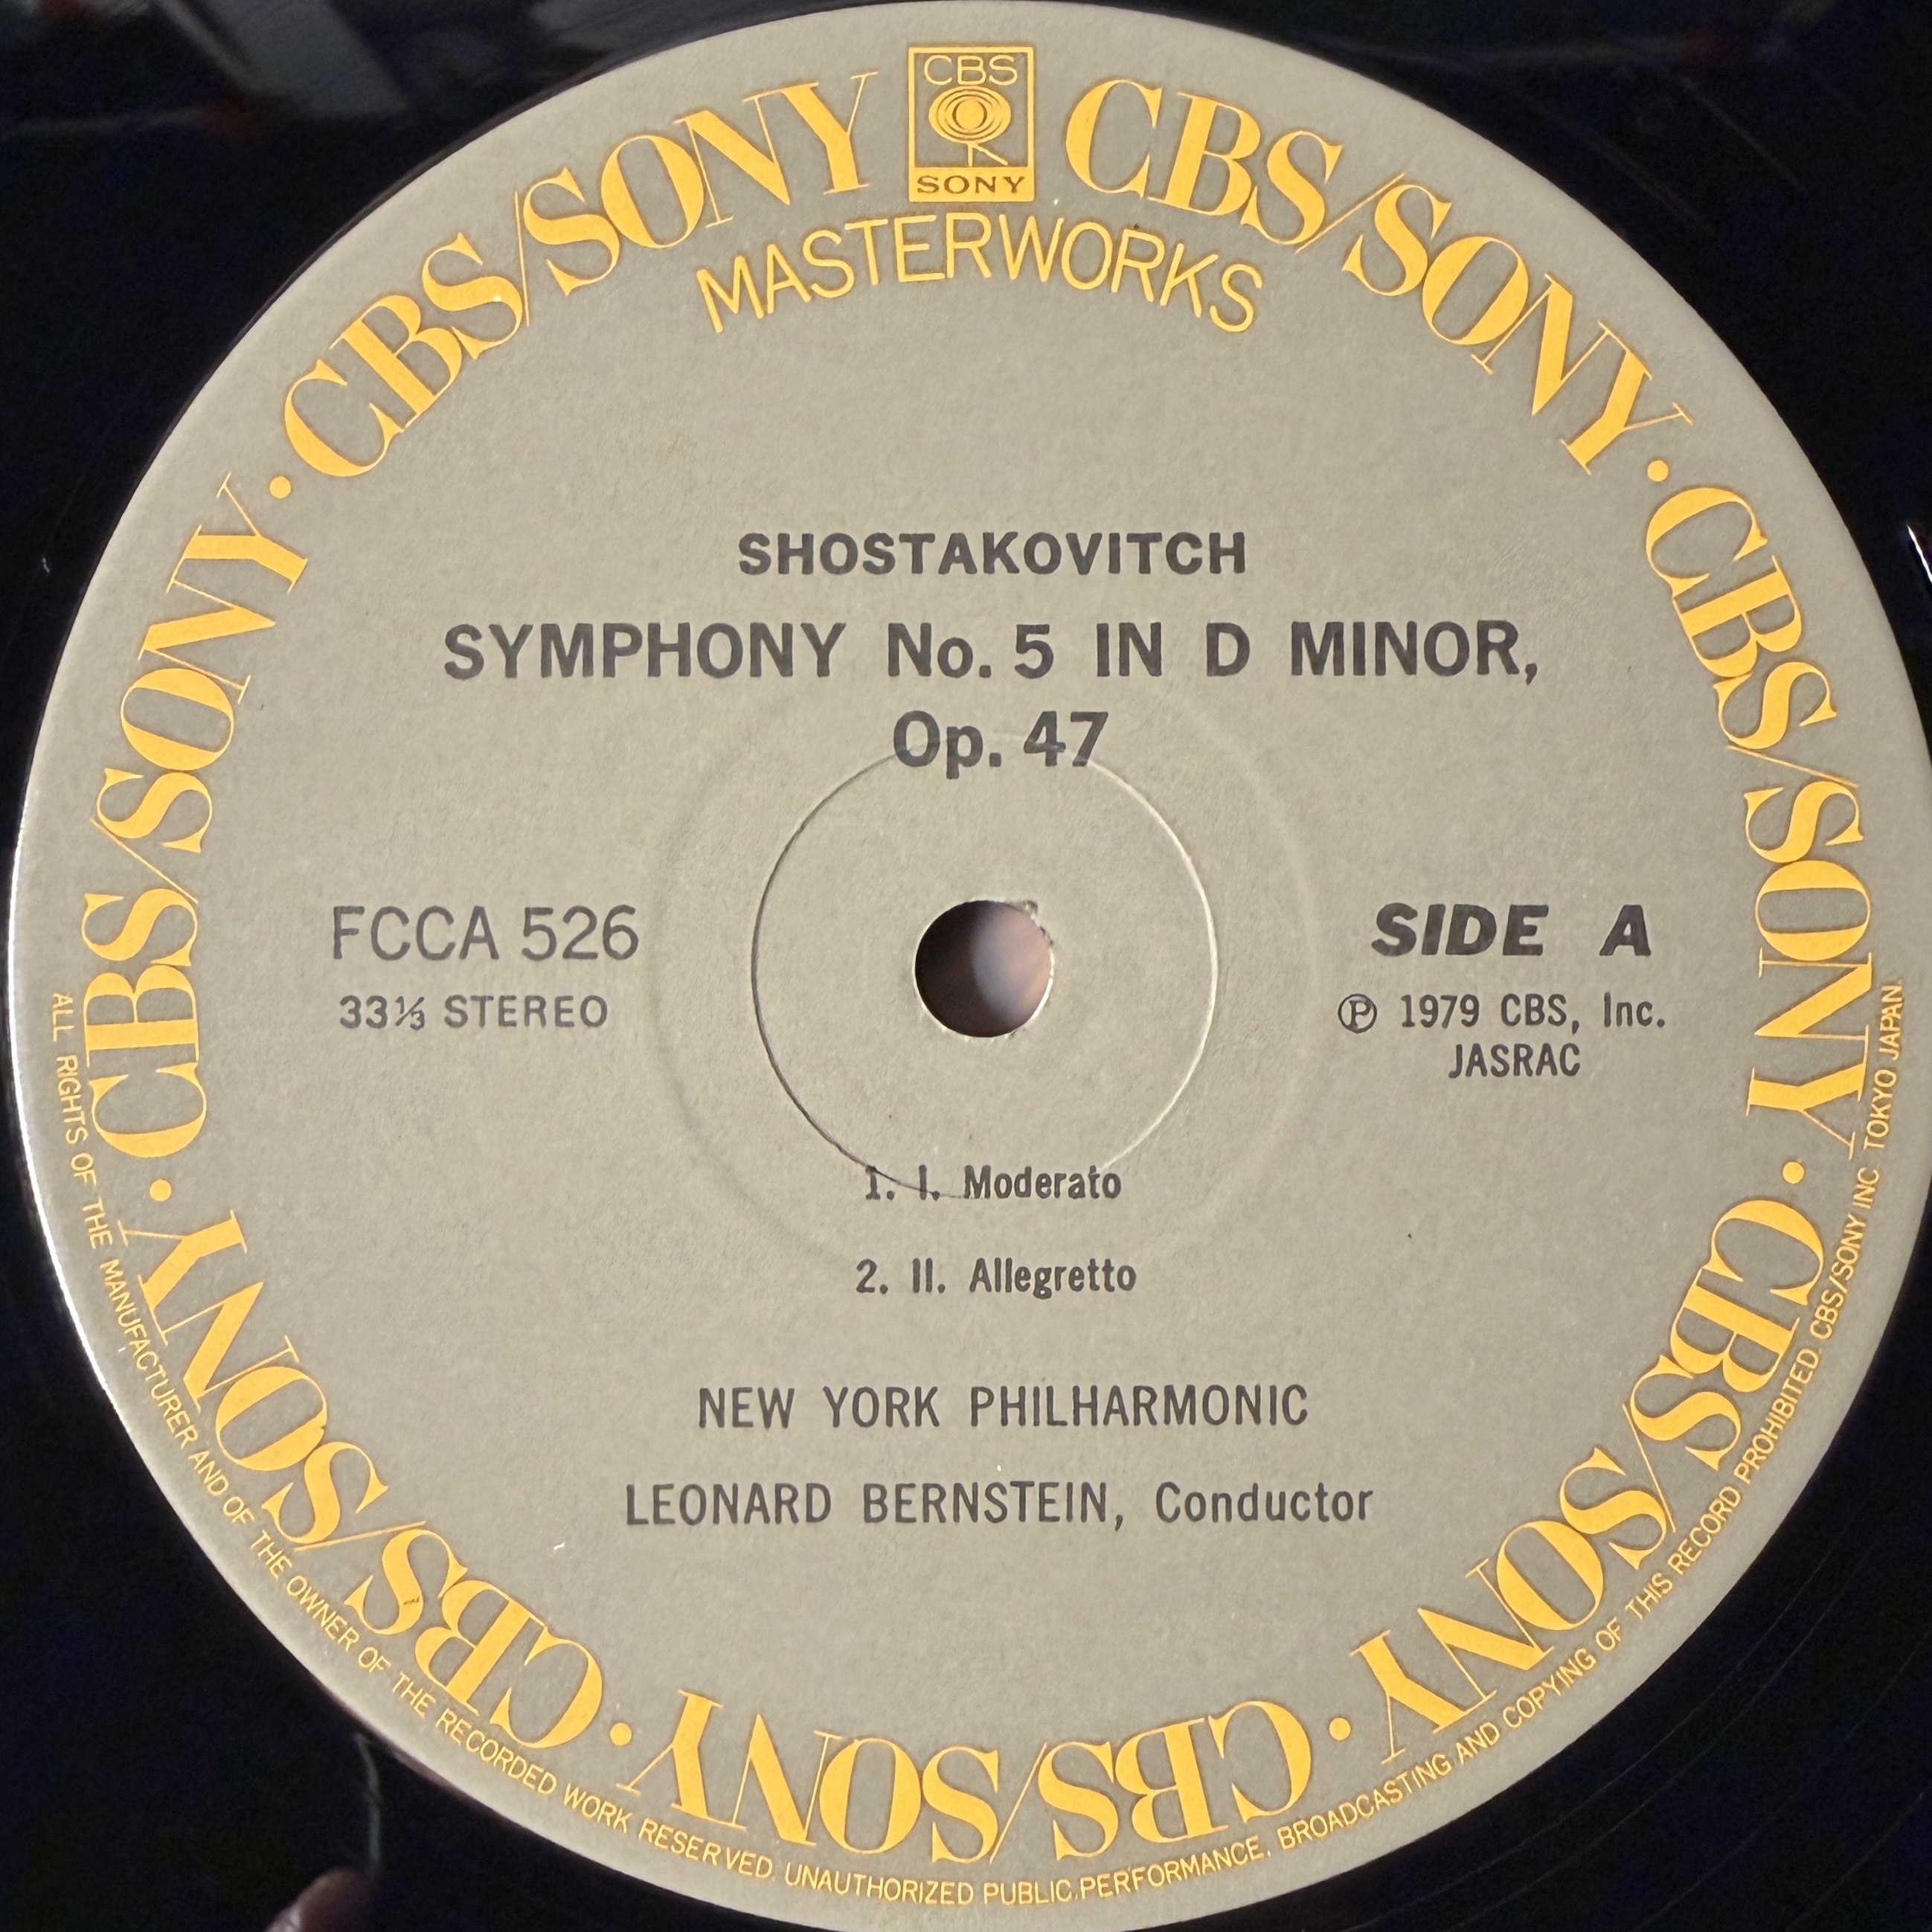 CBS
SONY
CBS/SONY · CBS/SONY · CBS/SONY · CBS/SONY · CBS/SONY · CBS/SONY · CBS/SONY
MASTERWORKS
SHOSTAKOVITCH
SYMPHONY No. 5 IN D MINOR,
Op. 47
FCCA 526
33⅓ STEREO
SIDE A
Ⓟ 1979 CBS, Inc.
JASRAC
1. I. Moderato
2. II. Allegretto
NEW YORK PHILHARMONIC
LEONARD BERNSTEIN, Conductor
ALL RIGHTS OF THE MANUFACTURER AND OF THE OWNER OF THE RECORDED WORK RESERVED. UNAUTHORIZED PUBLIC.PERFORMANCE, BROADCASTING AND COPYING OF THIS RECORD PROHIBITED. CBS/SONY INC. TOKYO JAPAN.